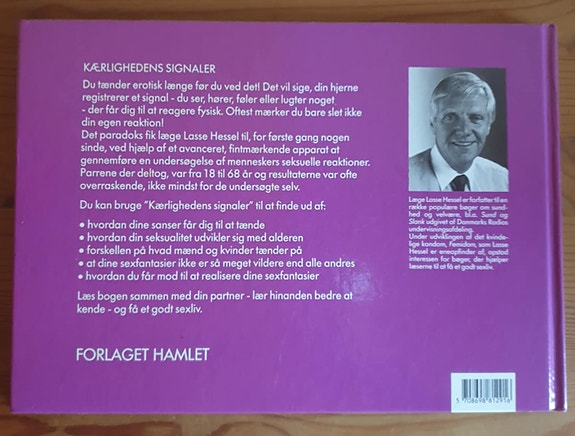 KÆRLIGHEDENS SIGNALER
Du tænder erotisk længe før du ved det! Det vil sige, din hjerne
registrerer et signal - du ser, hører, føler eller lugter noget
- der får dig til at reagere fysisk. Oftest mærker du bare slet ikke
din egen reaktion!
Det paradoks fik læge Lasse Hessel til, for første gang nogen
sinde, ved hjælp af et avanceret, fintmærkende apparat at
gennemføre en undersøgelse af menneskers seksuelle reaktioner.
Parrene der deltog, var fra 18 til 68 år og resultaterne var ofte
overraskende, ikke mindst for de undersøgte selv.
Du kan bruge "Kærlighedens signaler" til at finde ud af:
• hvordan dine sanser får dig til at tænde
• hvordan din seksualitet udvikler sig med alderen
• forskellen på hvad mænd og kvinder tænder på
• at dine sexfantasier ikke er så meget vildere end alle andres
• hvordan du får mod til at realisere dine sexfantasier
Læs bogen sammen med din partner - lær hinanden bedre at
kende - og få et godt sexliv.
FORLAGET HAMLET
Læge Lasse Hessel er forfatter til en
række populære bøger om sund-
hed og velvære, bl.a. Sund og
Slank udgivet af Danmarks Radios
undervisningsafdeling.
Under udviklingen af det kvinde-
lige kondom, Femidom, som Lasse
Hessel er eneopfinder af, opstod
interessen for bøger, der hjælper
læserne til at få et godt sexliv.
5 708698 812916